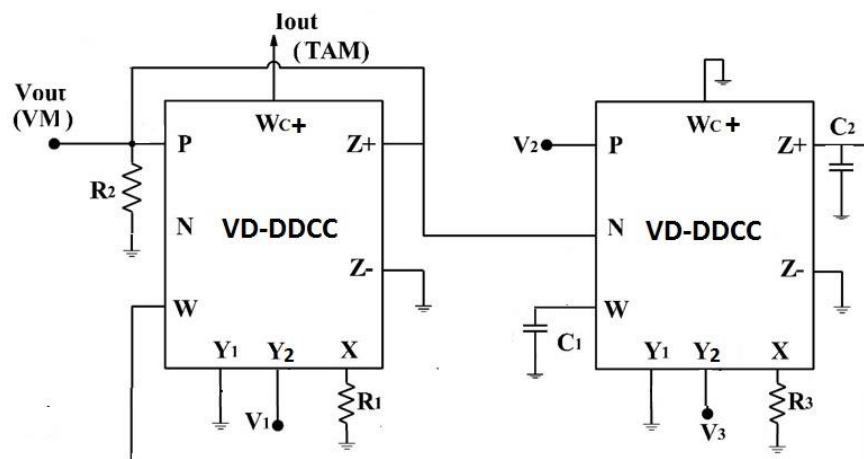 Iout
(TAM)
Vout
(VM)
WC+
P
Z+
R2
N
VD-DDCC
Z-
W
Y1
Y2
X
V1
R1
WC+
V2
P
Z+
C2
N
VD-DDCC
Z-
W
C1
Y1
Y2
X
V3
R3